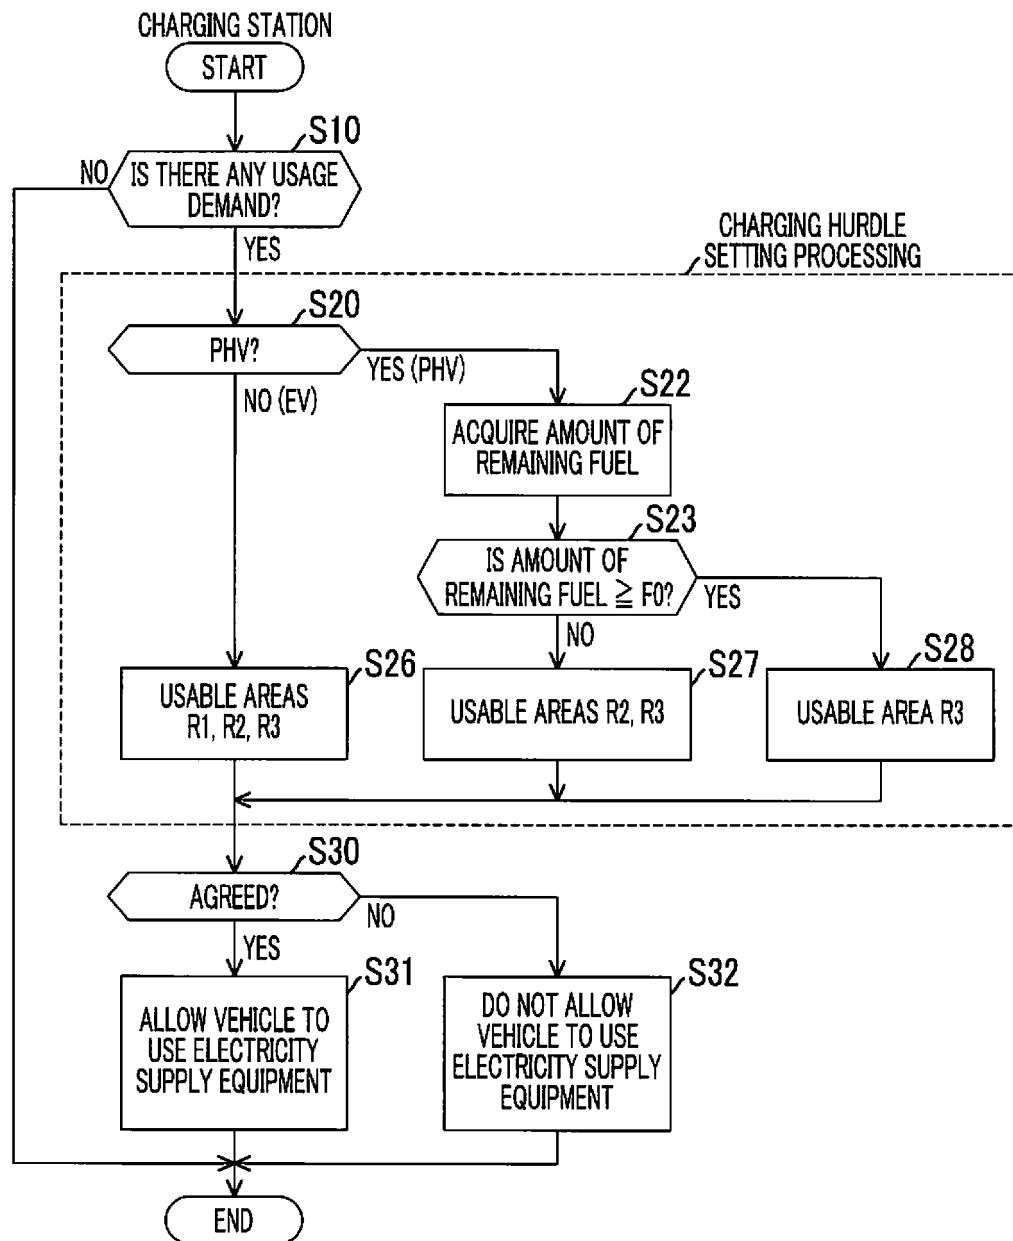 CHARGING STATION
START
S10
NO
IS THERE ANY USAGE
DEMAND?
YES
CHARGING HURDLE
SETTING PROCESSING
S20
PHV?
YES (PHV)
NO (EV)
S22
ACQUIRE AMOUNT OF
REMAINING FUEL
S23
IS AMOUNT OF
REMAINING FUEL ≧ F0?
YES
NO
S26
USABLE AREAS
R1, R2, R3
S27
USABLE AREAS R2, R3
S28
USABLE AREA R3
S30
AGREED?
NO
YES
S31
ALLOW VEHICLE TO
USE ELECTRICITY
SUPPLY EQUIPMENT
S32
DO NOT ALLOW
VEHICLE TO USE
ELECTRICITY SUPPLY
EQUIPMENT
END